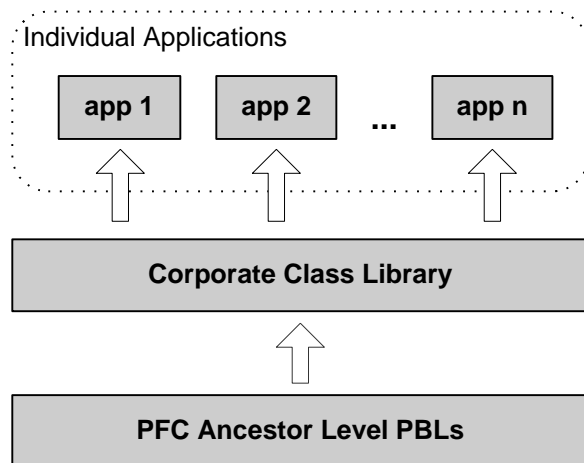 Individual Applications
app 1 app 2 ... app n
Corporate Class Library
PFC Ancestor Level PBLs